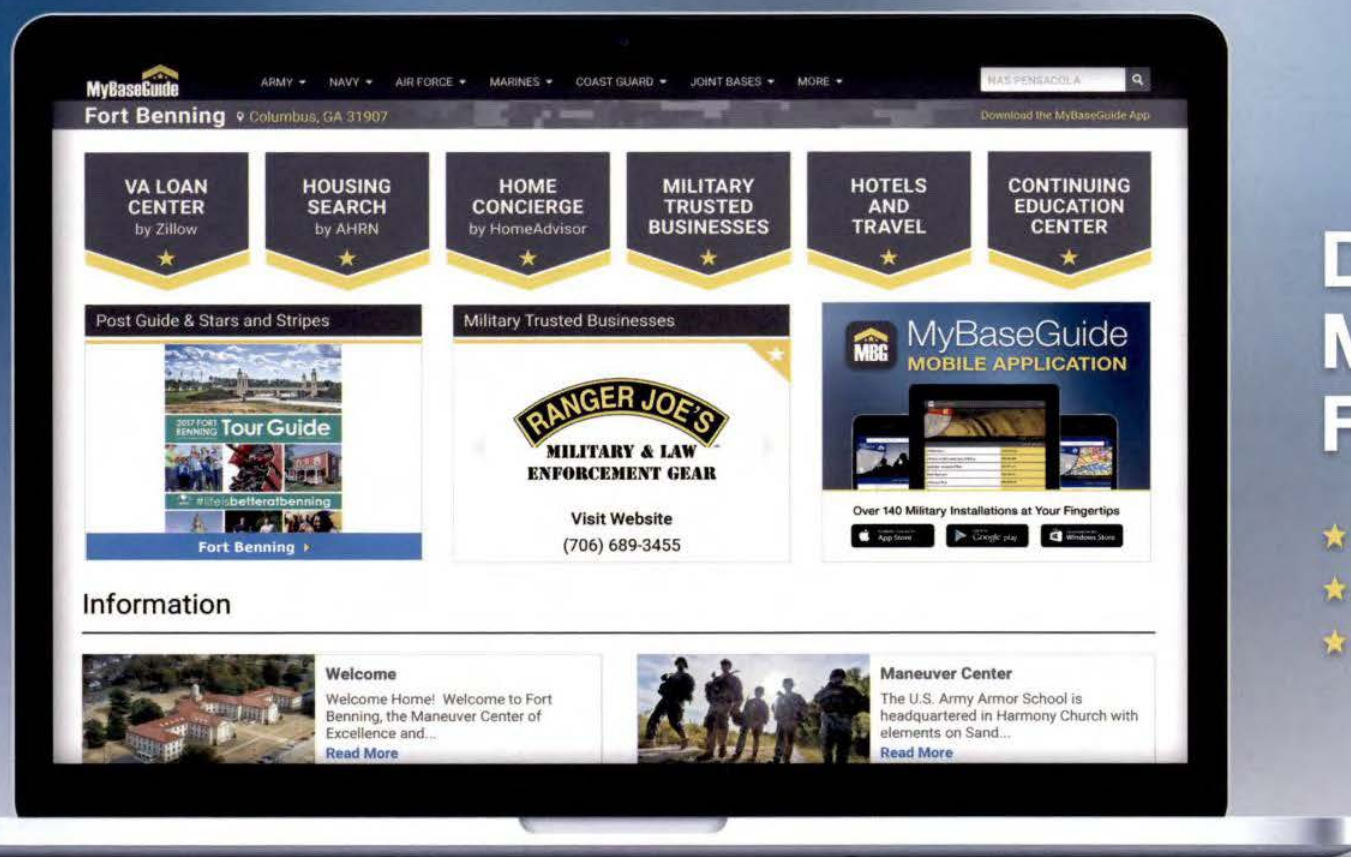 MyBaseGuide
ARMY NAVY AIR FORCE MARINES COAST GUARD JOINT BASES MORE
NAS PENSACOLA
Fort Benning Columbus, GA 31907
Download the MyBaseGuide App
VA LOAN
CENTER
by Zillow
HOUSING
SEARCH
by AHRN
HOME
CONCIERGE
by HomeAdvisor
MILITARY
TRUSTED
BUSINESSES
HOTELS
AND
TRAVEL
CONTINUING
EDUCATION
CENTER
Post Guide & Stars and Stripes
2017 FORT
BENNING Tour Guide
#lifeisbetteratbenning
Fort Benning
Military Trusted Businesses
RANGER JOE'S
MILITARY & LAW
ENFORCEMENT GEAR
Visit Website
(706) 689-3455
MBG
MyBaseGuide
MOBILE APPLICATION
Over 140 Military Installations at Your Fingertips
App Store
Google play
Windows Store
Information
Welcome
Welcome Home! Welcome to Fort
Benning, the Maneuver Center of
Excellence and...
Read More
Maneuver Center
The U.S. Army Armor School is
headquartered in Harmony Church with
elements on Sand...
Read More
D
M
F